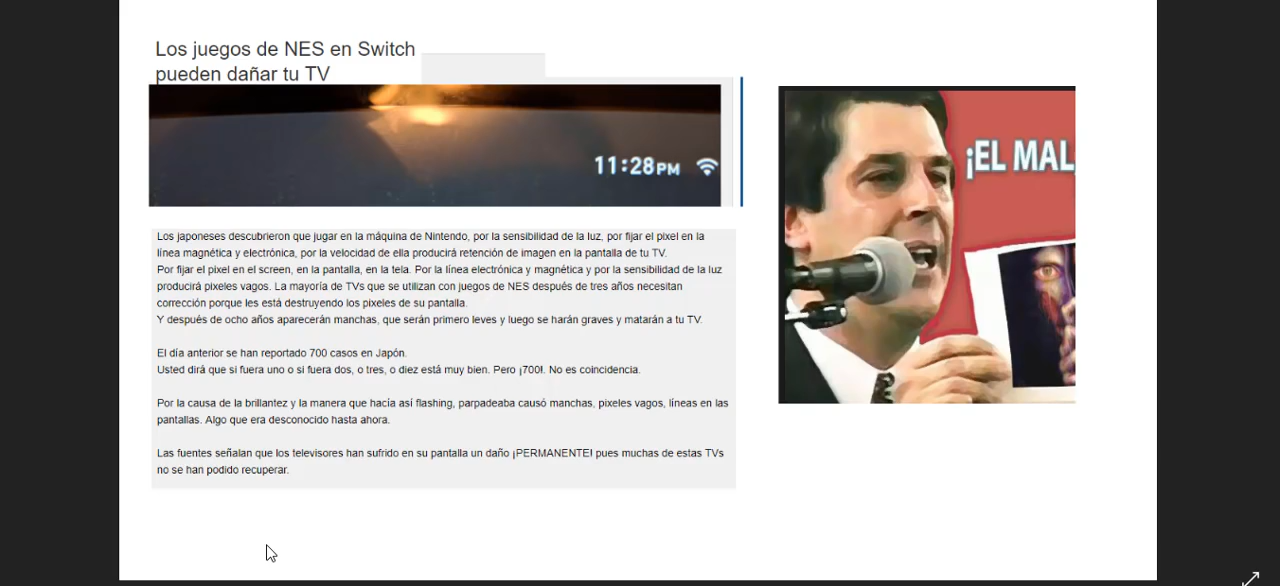 Los juegos de NES en Switch
pueden dañar tu TV
11:28PM
Los japoneses descubrieron que jugar en la máquina de Nintendo, por la sensibilidad de la luz, por fijar el pixel en la
línea magnética y electrónica, por la velocidad de ella producirá retención de imagen en la pantalla de tu TV.
Por fijar el pixel en el screen, en la pantalla, en la tela. Por la línea electrónica y magnética y por la sensibilidad de la luz
producirá pixeles vagos. La mayoría de TVs que se utilizan con juegos de NES después de tres años necesitan
corrección porque les está destruyendo los pixeles de su pantalla.
Y después de ocho años aparecerán manchas, que serán primero leves y luego se harán graves y matarán a tu TV.
El día anterior se han reportado 700 casos en Japón.
Usted dirá que si fuera uno o si fuera dos, o tres, o diez está muy bien. Pero ¡700!. No es coincidencia.
Por la causa de la brillantez y la manera que hacía así flashing, parpadeaba causó manchas, pixeles vagos, líneas en las
pantallas. Algo que era desconocido hasta ahora.
Las fuentes señalan que los televisores han sufrido en su pantalla un daño ¡PERMANENTE! pues muchas de estas TVs
no se han podido recuperar.
¡EL MAL